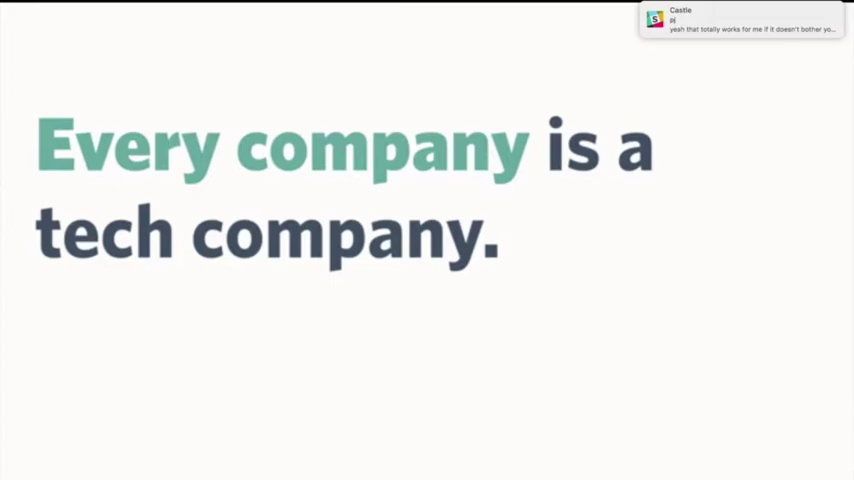 Castle
yeah that totally works for me if it doesn't bother yo...
Every company is a
tech company.